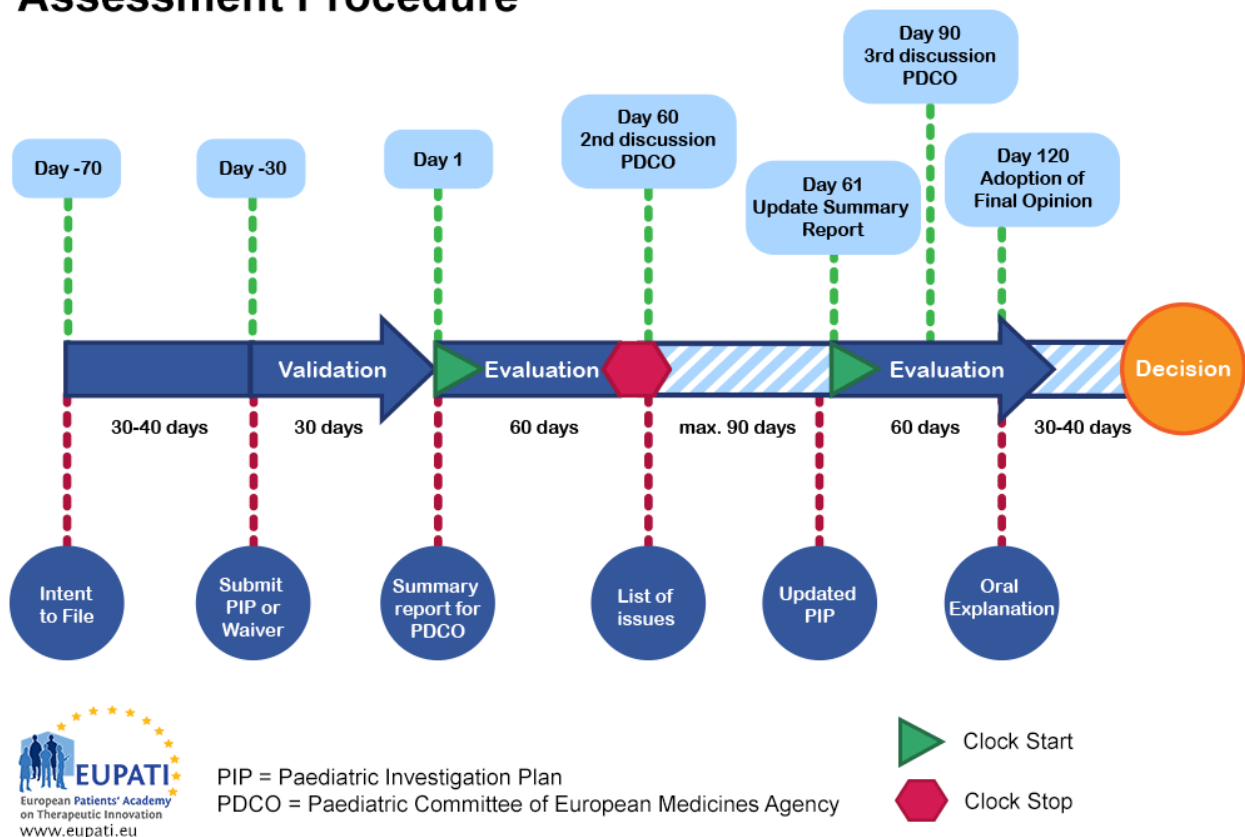 Assessment Procedure
Day 90
3rd discussion
PDCO
Day 60
2nd discussion
PDCO
Day -70
Day -30
Day 1
Day 120
Adoption of
Final Opinion
Day 61
Update Summary
Report
Validation
Evaluation
Evaluation
Decision
30-40 days
30 days
60 days
max. 90 days
60 days
30-40 days
Intent
to File
Submit
PIP or
Waiver
Summary
report for
PDCO
List of
issues
Updated
PIP
Oral
Explanation
EUPATI
European Patients' Academy
on Therapeutic Innovation
www.eupati.eu
PIP = Paediatric Investigation Plan
PDCO = Paediatric Committee of European Medicines Agency
Clock Start
Clock Stop